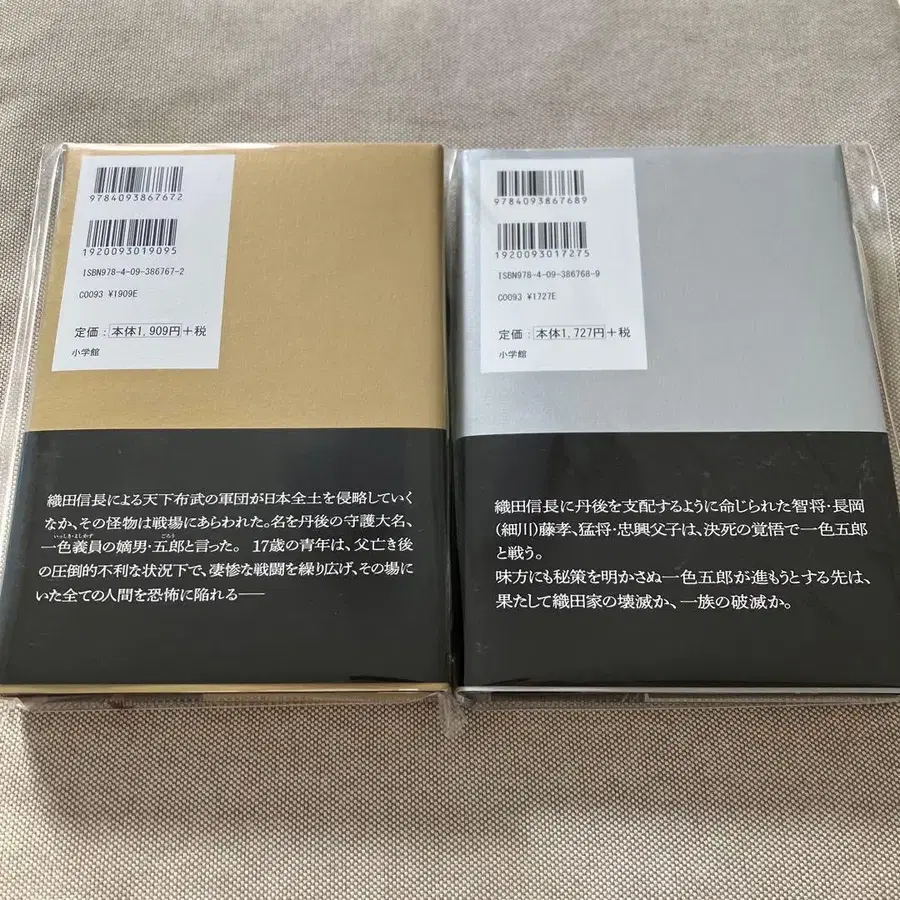 9784093867672
1920093019095
ISBN978-4-09-386767-2
C0093 ¥1909E
定価：本体1,909円+税
小学館
織田信長による天下布武の軍団が日本全土を侵略していく
なか、その怪物は戦場にあらわれた。名を丹後の守護大名、
いっしき・よしかず ごろう
一色義員の嫡男・五郎と言った。 17歳の青年は、父亡き後
の圧倒的不利な状況下で、凄惨な戦闘を繰り広げ、その場に
いた全ての人間を恐怖に陥れる──
9784093867689
1920093017275
ISBN978-4-09-386768-9
C0093 ¥1727E
定価：本体1,727円+税
小学館
織田信長に丹後を支配するように命じられた智将・長岡
(細川)藤孝、猛将・忠興父子は、決死の覚悟で一色五郎
と戦う。
味方にも秘策を明かさぬ一色五郎が進もうとする先は、
果たして織田家の壊滅か、一族の破滅か。